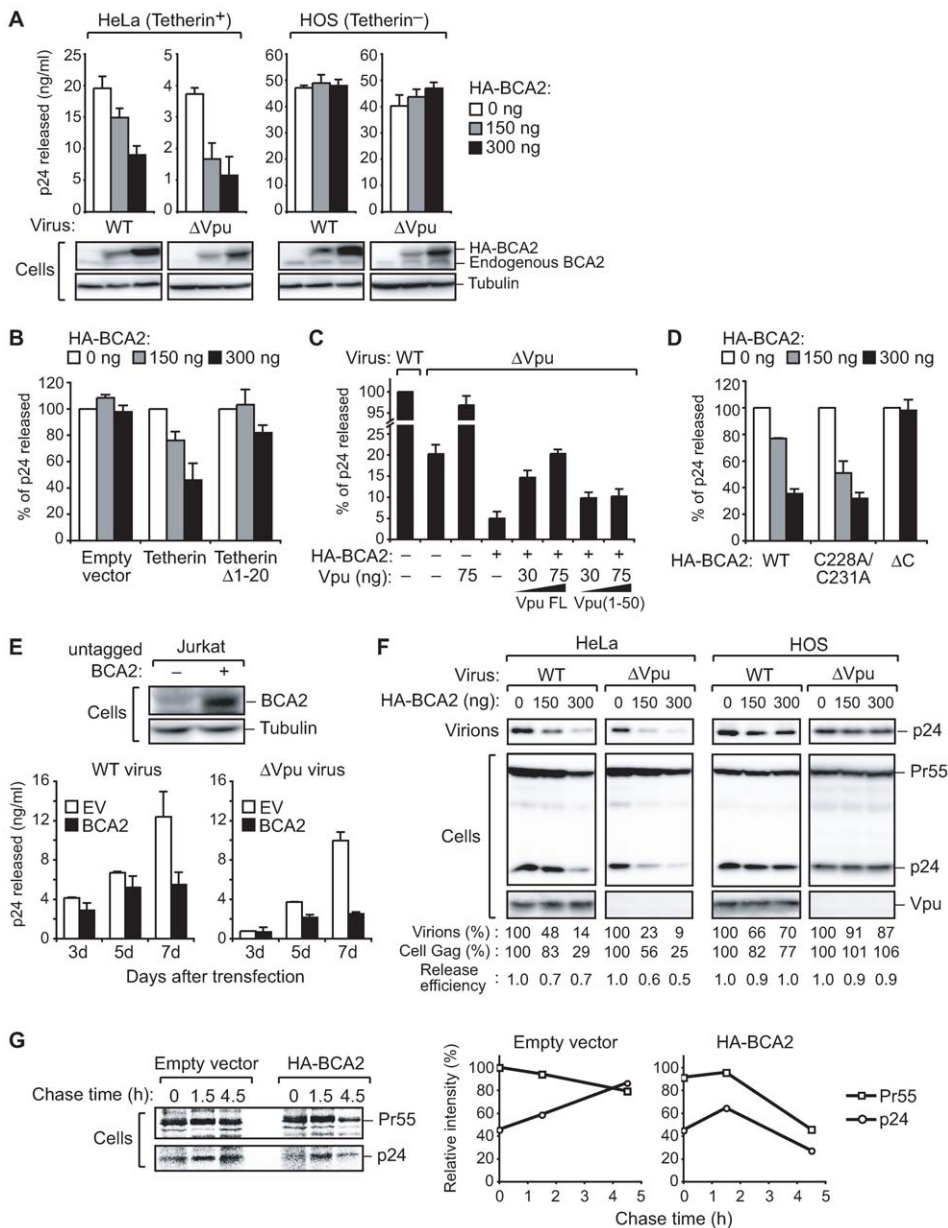 A
HeLa (Tetherin+)
HOS (Tetherin–)
p24 released (ng/ml)
25
20
15
10
5
0
5
4
3
2
1
0
60
50
40
30
20
10
0
60
50
40
30
20
10
0
HA-BCA2:
0 ng
150 ng
300 ng
Virus: WT ΔVpu WT ΔVpu
Cells
HA-BCA2
Endogenous BCA2
Tubulin
B
HA-BCA2:
0 ng 150 ng 300 ng
% of p24 released
120
100
80
60
40
20
0
Empty vector
Tetherin
Tetherin Δ1-20
C
Virus: WT ΔVpu
% of p24 released
100
95
20
15
10
5
0
HA-BCA2: – – – + + + + +
Vpu (ng): – – 75 – 30 75 30 75
Vpu FL Vpu(1-50)
D
HA-BCA2:
0 ng 150 ng 300 ng
% of p24 released
120
100
80
60
40
20
0
HA-BCA2: WT C228A/C231A ΔC
E
Jurkat
untagged BCA2: – +
Cells
BCA2
Tubulin
WT virus
ΔVpu virus
p24 released (ng/ml)
16
12
8
4
0
EV
BCA2
3d 5d 7d
16
12
8
4
0
EV
BCA2
3d 5d 7d
Days after trensfection
F
HeLa HOS
Virus: WT ΔVpu WT ΔVpu
HA-BCA2 (ng): 0 150 300 0 150 300 0 150 300 0 150 300
Virions
p24
Cells
Pr55
p24
Vpu
Virions (%) : 100 48 14 100 23 9 100 66 70 100 91 87
Cell Gag (%) : 100 83 29 100 56 25 100 82 77 100 101 106
Release efficiency : 1.0 0.7 0.7 1.0 0.6 0.5 1.0 0.9 1.0 1.0 0.9 0.9
G
Empty vector HA-BCA2
Chase time (h): 0 1.5 4.5 0 1.5 4.5
Cells
Pr55
p24
Empty vector
HA-BCA2
Relative intensity (%)
100
80
60
40
20
0
0 1 2 3 4 5
100
80
60
40
20
0
0 1 2 3 4 5
Pr55
p24
Chase time (h)